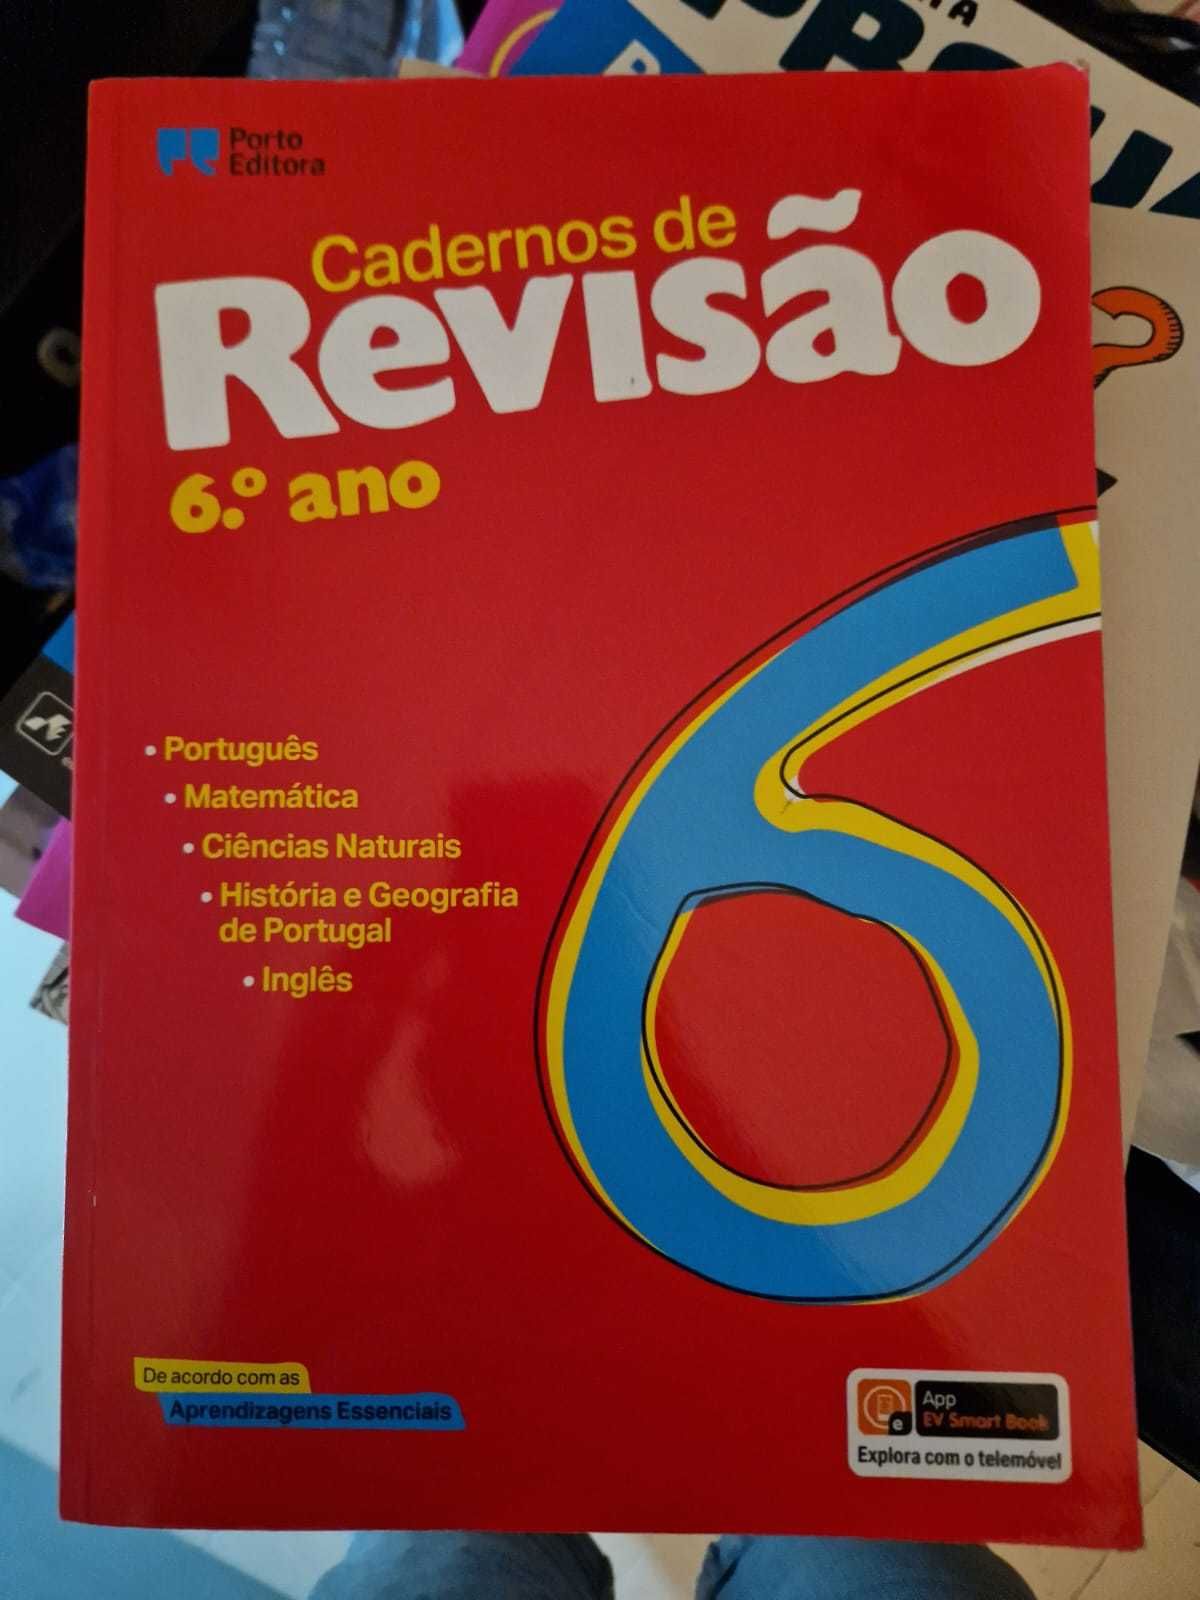 Porto
Editora
Cadernos de
Revisão
6.º ano
• Português
• Matemática
• Ciências Naturais
• História e Geografia
de Portugal
• Inglês
De acordo com as
Aprendizagens Essenciais
e
App
EV Smart Book
Explora com o telemóvel